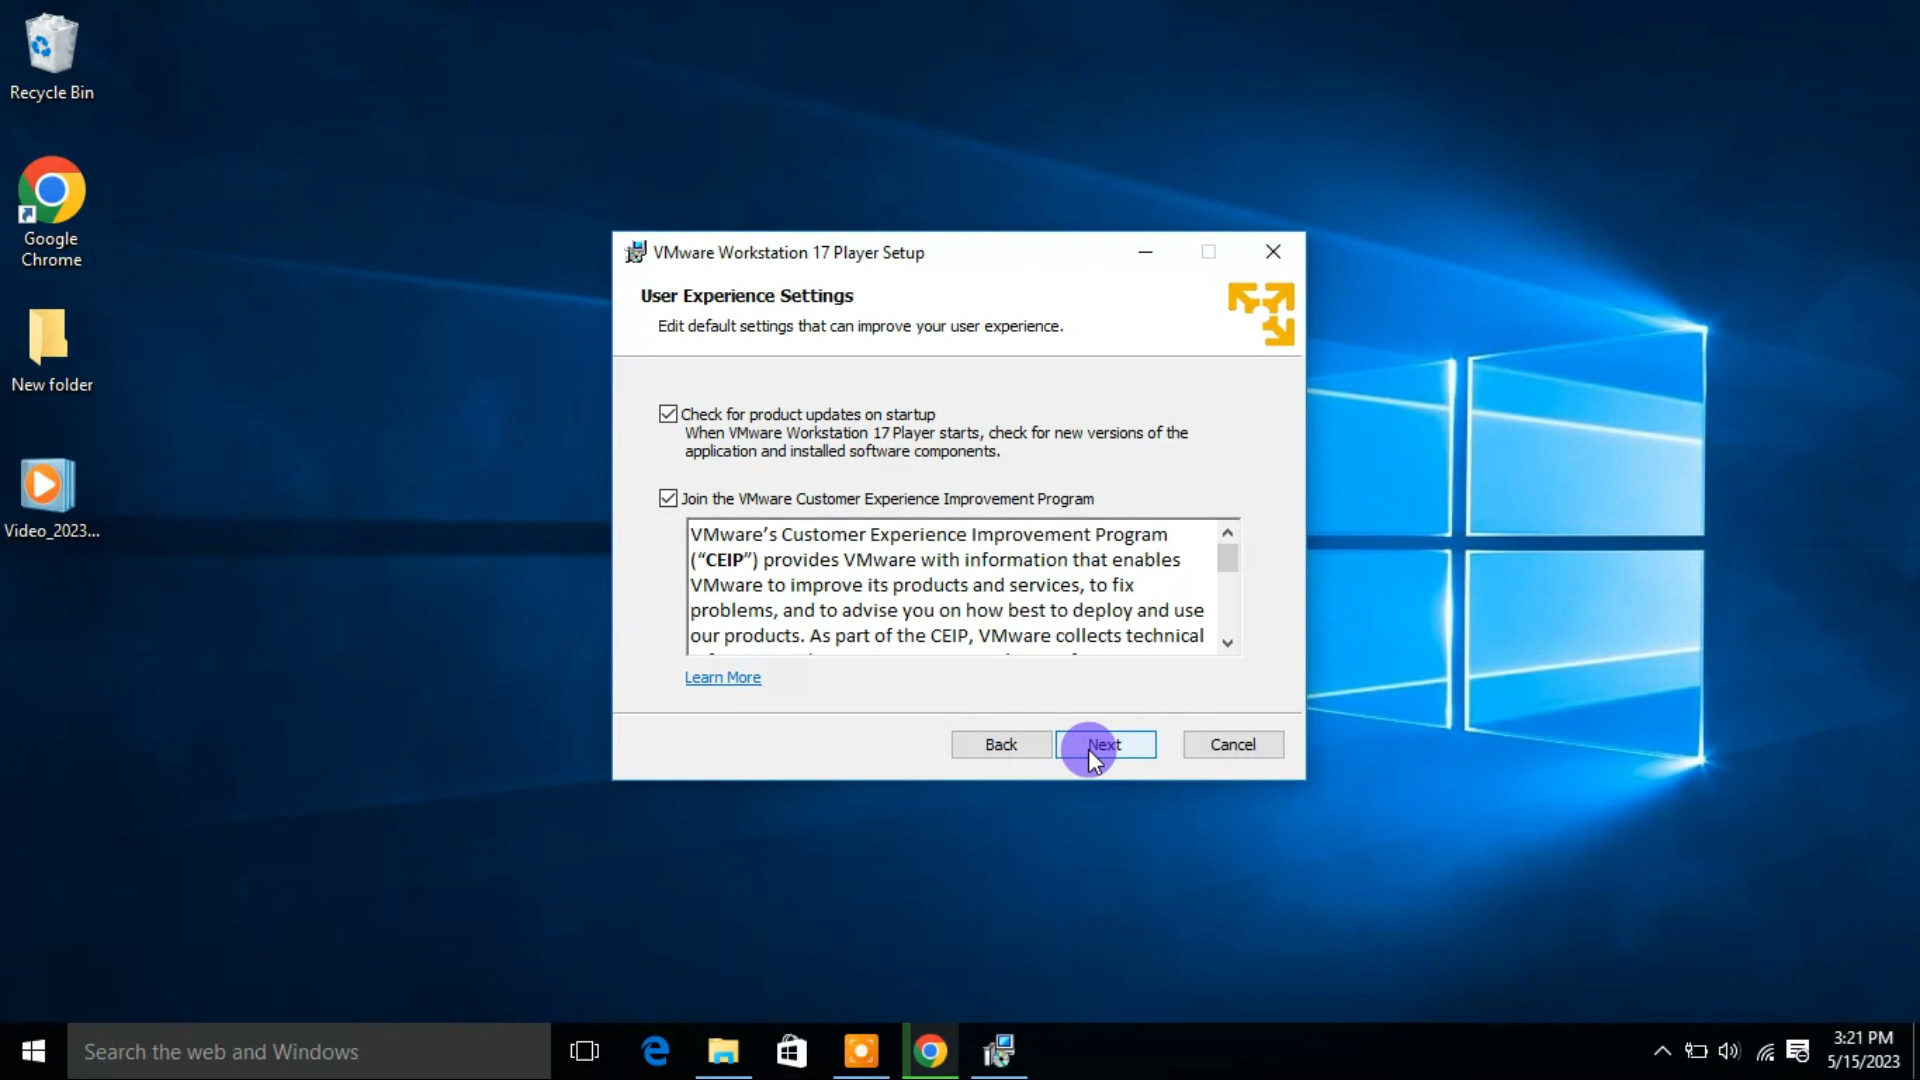 Recycle Bin
Google
Chrome
New folder
Video_2023...
VMware Workstation 17 Player Setup
User Experience Settings
Edit default settings that can improve your user experience.
Check for product updates on startup
When VMware Workstation 17 Player starts, check for new versions of the
application and installed software components.
Join the VMware Customer Experience Improvement Program
VMware’s Customer Experience Improvement Program
(“CEIP”) provides VMware with information that enables
VMware to improve its products and services, to fix
problems, and to advise you on how best to deploy and use
our products. As part of the CEIP, VMware collects technical
Learn More
Back
Next
Cancel
Search the web and Windows
3:21 PM
5/15/2023